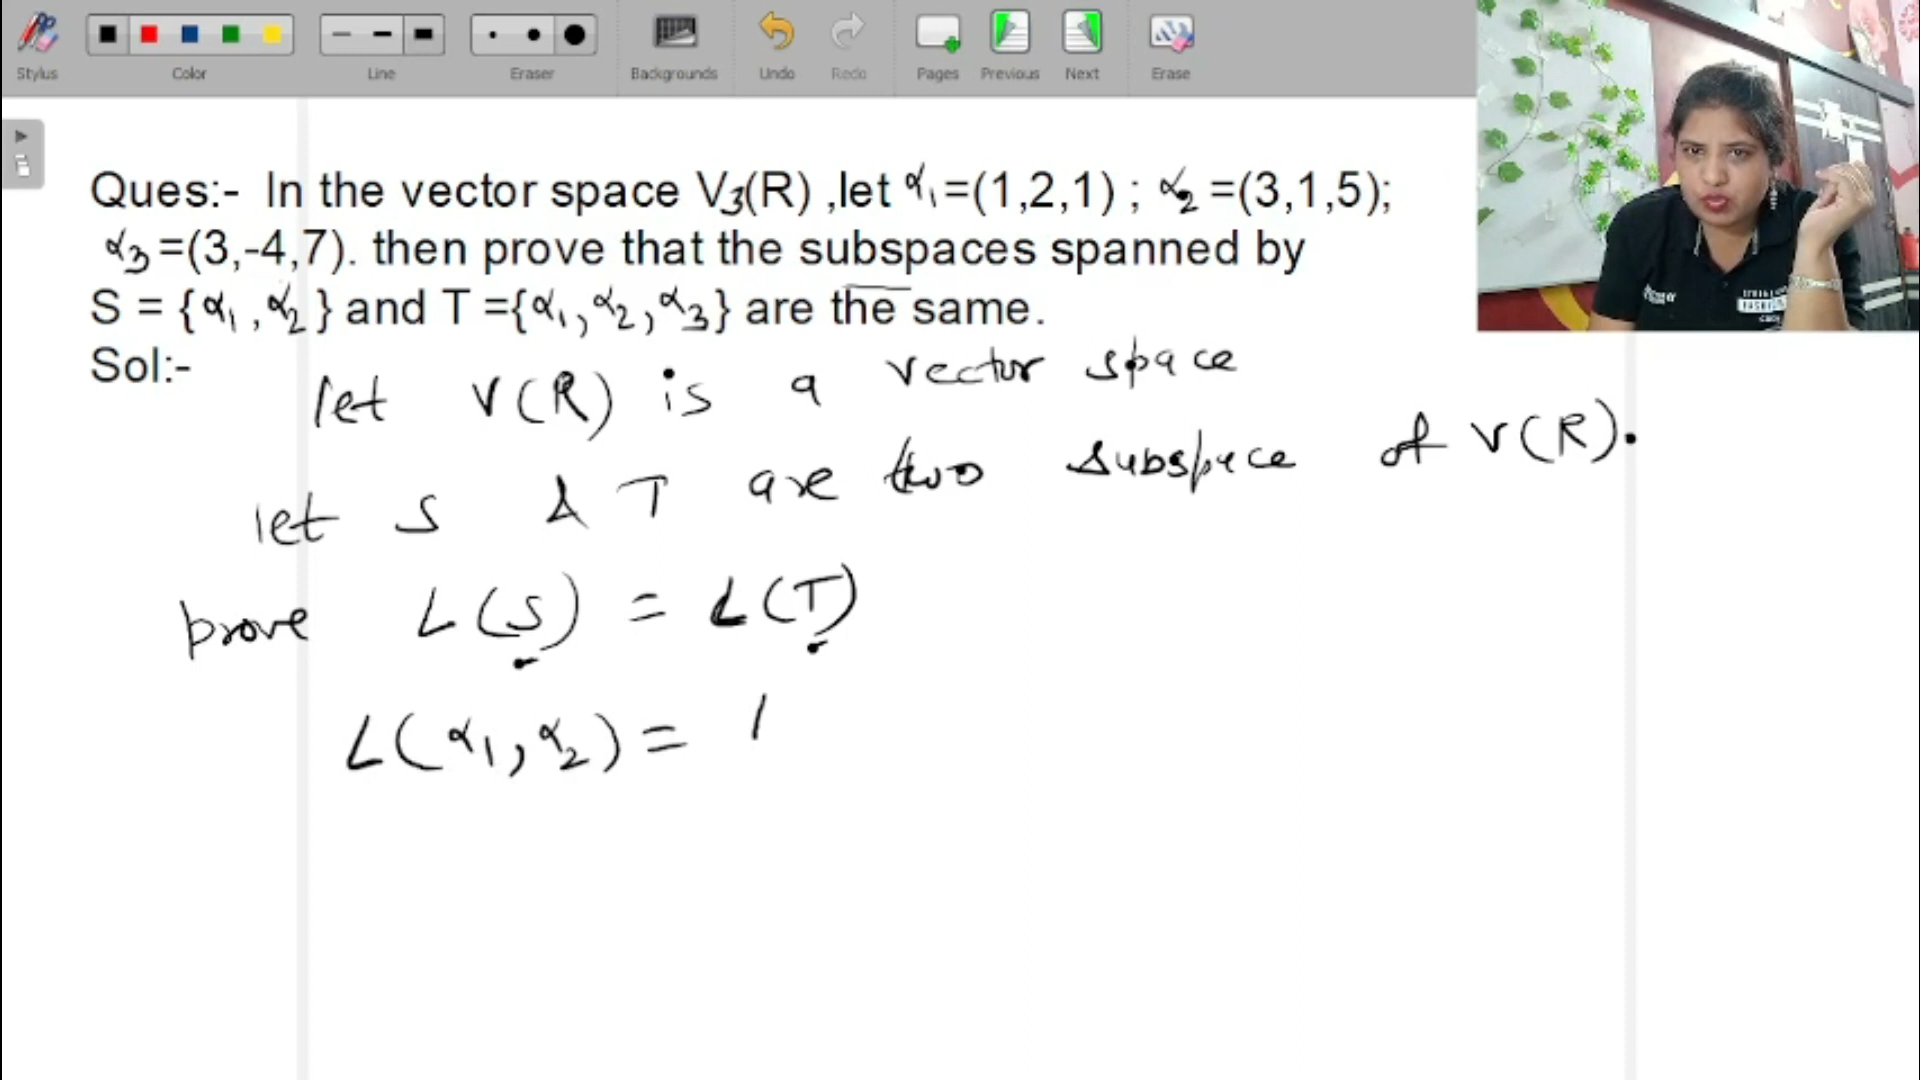 Stylus Color Line Eraser Backgrounds Undo Redo Pages Previous Next Erase
Ques:- In the vector space V3(R) ,let α1=(1,2,1) ; α2 =(3,1,5);
α3 =(3,-4,7). then prove that the subspaces spanned by
S = {α1 ,α2 } and T ={α1,α2,α3} are the same.
Sol:-
let V(R) is a vector space
let S & T are two subspace of V(R).
prove L(S) = L(T)
L(α1,α2) =